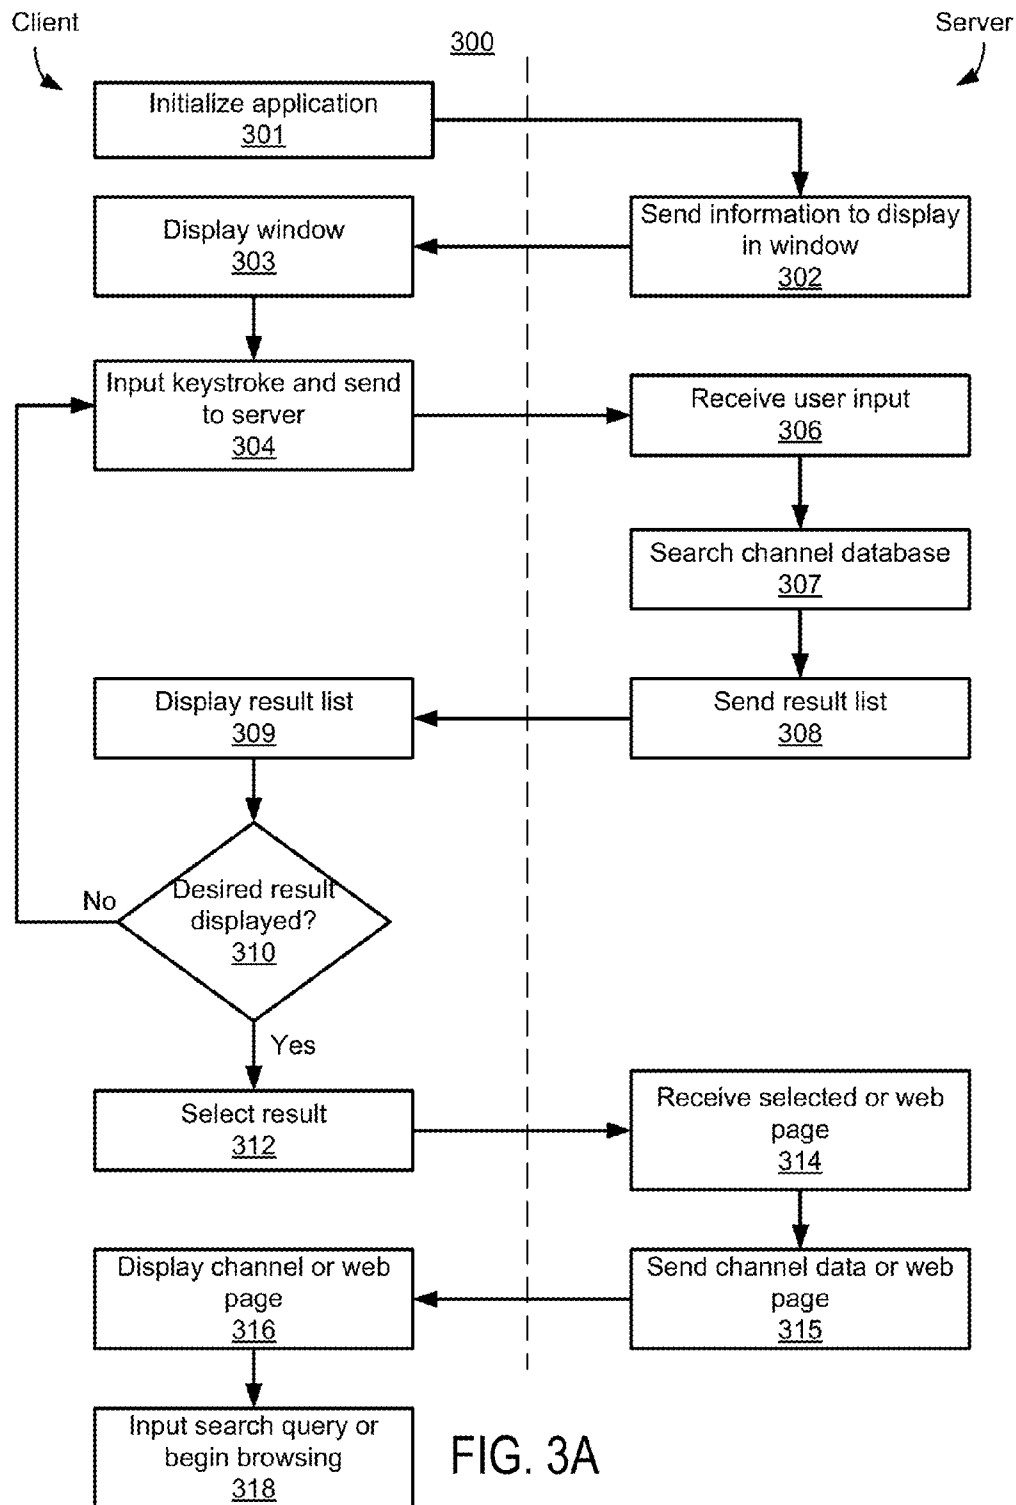 Client
300
Server
Initialize application
301
Send information to display
in window
302
Display window
303
Input keystroke and send
to server
304
Receive user input
306
Search channel database
307
Send result list
308
Display result list
309
Desired result
displayed?
310
No
Yes
Select result
312
Receive selected or web
page
314
Send channel data or web
page
315
Display channel or web
page
316
Input search query or
begin browsing
318
FIG. 3A